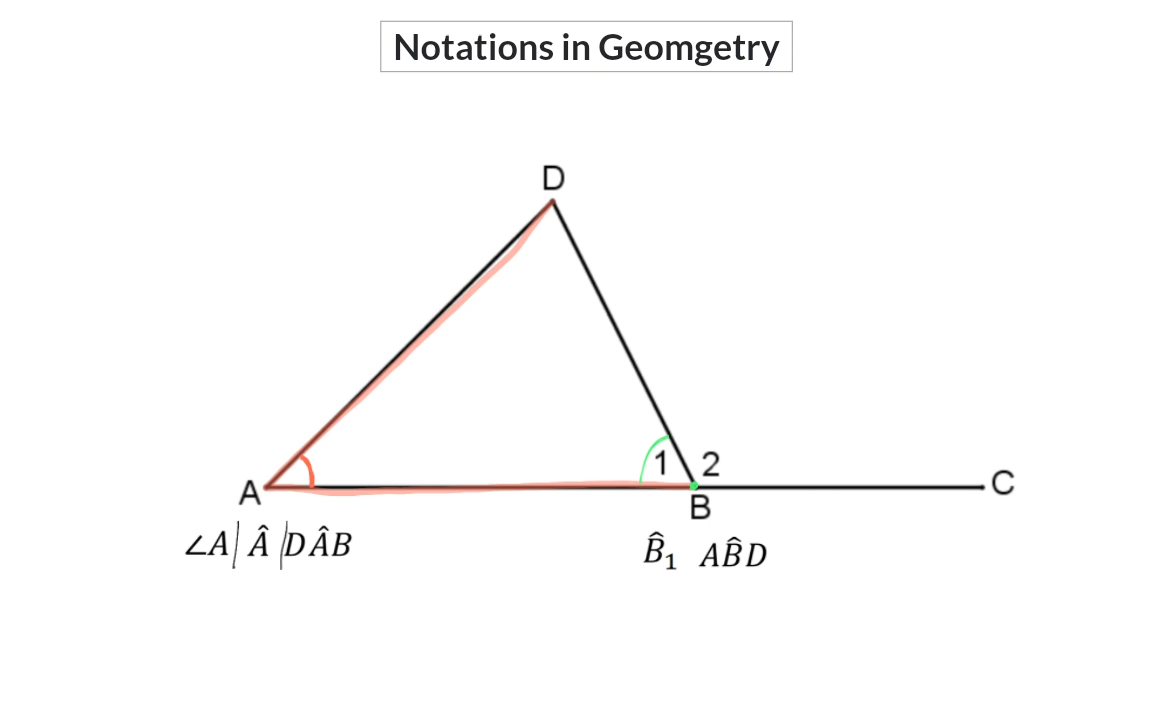 Notations in Geomgetry
D
1 2
A B C
∠A | Â | DÂB
B̂₁ AB̂D